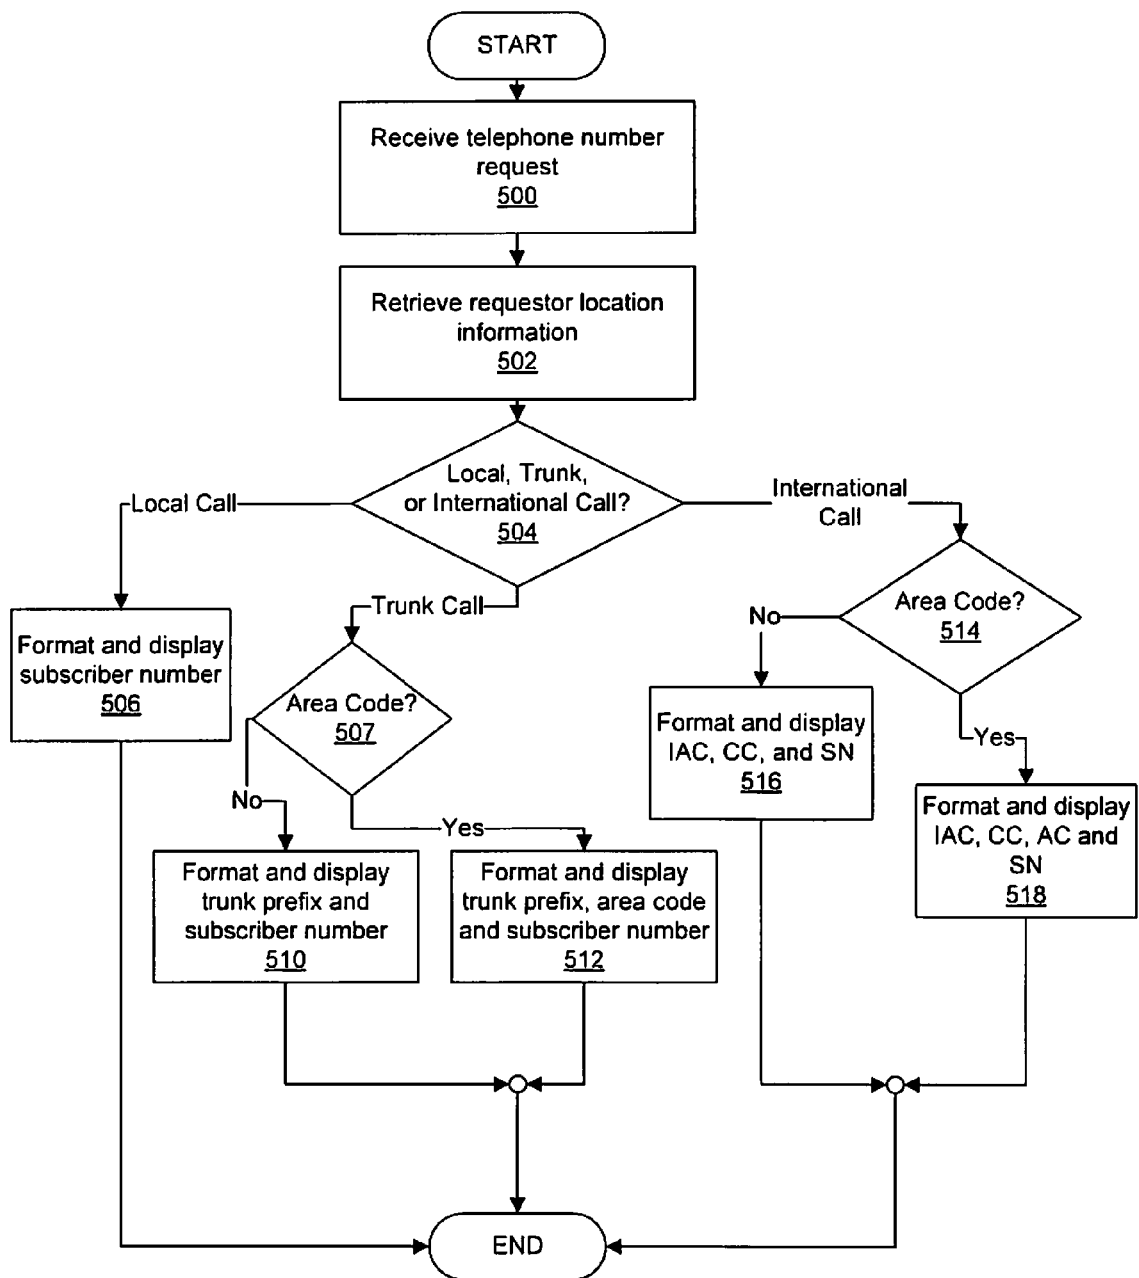 START
Receive telephone number
request
500
Retrieve requestor location
information
502
Local, Trunk,
or International Call?
504
Local Call
International
Call
Trunk Call
Area Code?
514
No
Format and display
subscriber number
506
Area Code?
507
Format and display
IAC, CC, and SN
516
Yes
No
Yes
Format and display
IAC, CC, AC and
SN
518
Format and display
trunk prefix and
subscriber number
510
Format and display
trunk prefix, area code
and subscriber number
512
END